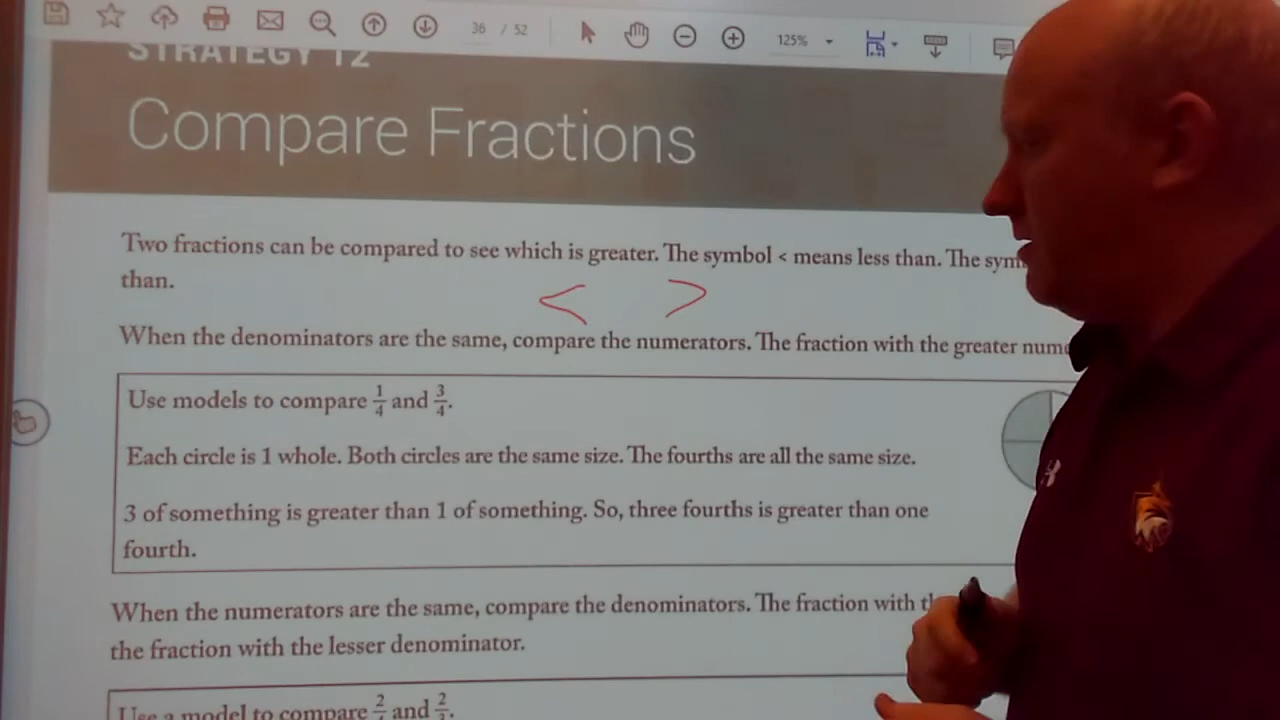 36 / 52
125%
STRATEGY 12
Compare Fractions
Two fractions can be compared to see which is greater. The symbol < means less than. The
than.
< >
When the denominators are the same, compare the numerators. The fraction with the greater
Use models to compare 1/4 and 3/4.
Each circle is 1 whole. Both circles are the same size. The fourths are all the same size.
3 of something is greater than 1 of something. So, three fourths is greater than one
fourth.
When the numerators are the same, compare the denominators. The fraction with
the fraction with the lesser denominator.
Use a model to compare and